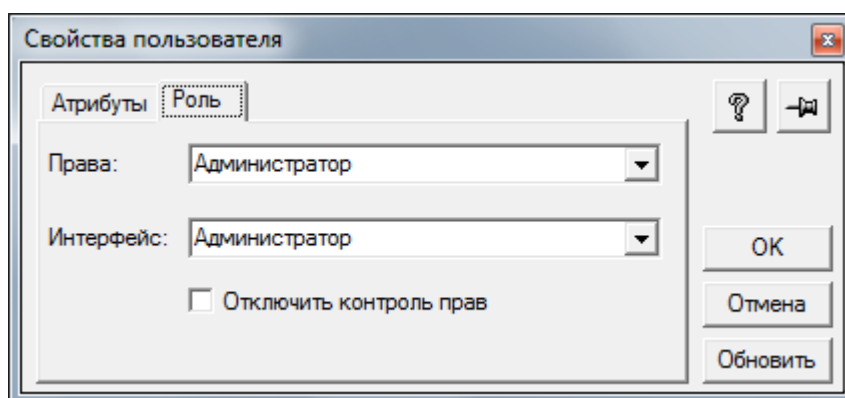 Свойства пользователя
Атрибуты Роль
Права: Администратор
Интерфейс: Администратор
Отключить контроль прав
OK
Отмена
Обновить